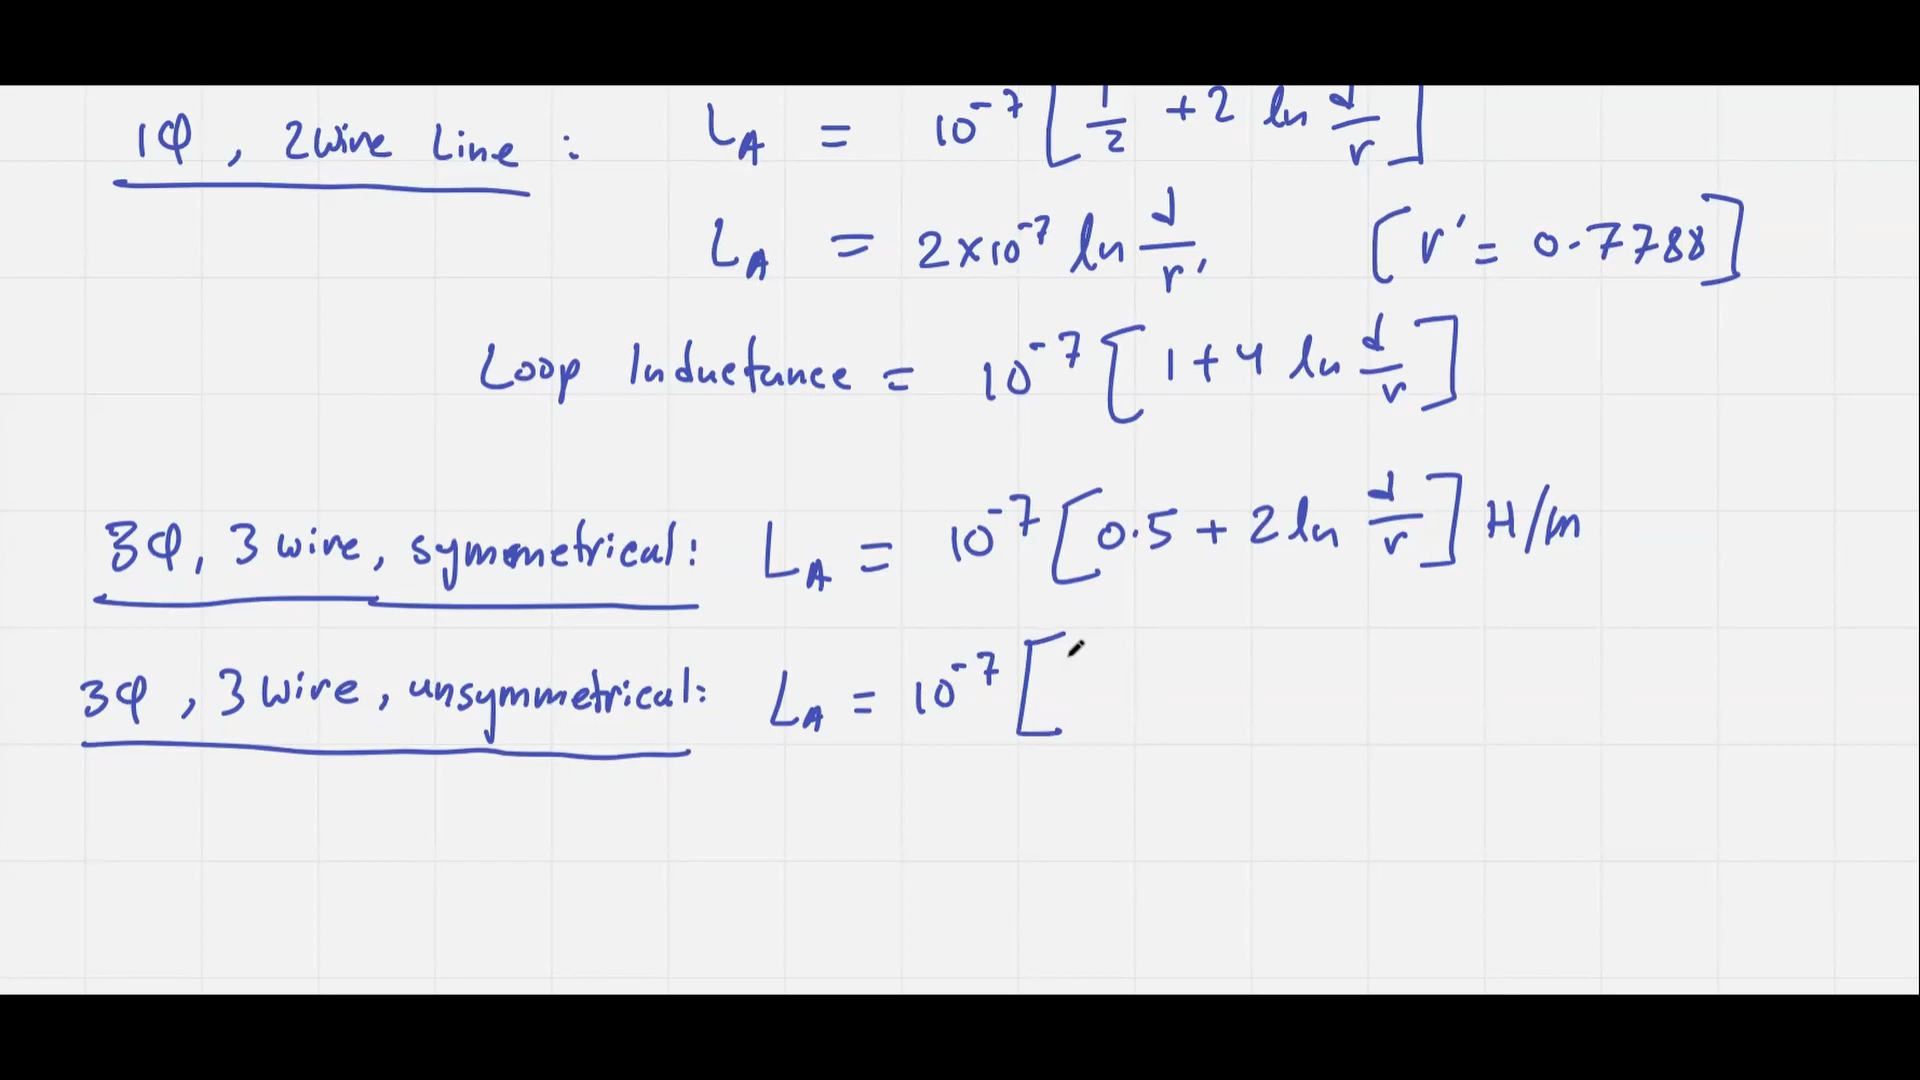 1φ, 2 wire Line : L_A = 10^-7 [1/2 + 2 ln d/r]
L_A = 2×10^-7 ln d/r' [r' = 0.7788]
Loop Inductance = 10^-7 [1 + 4 ln d/r]
3φ, 3 wire, symmetrical: L_A = 10^-7 [0.5 + 2 ln d/r] H/m
3φ, 3 wire, unsymmetrical: L_A = 10^-7 [